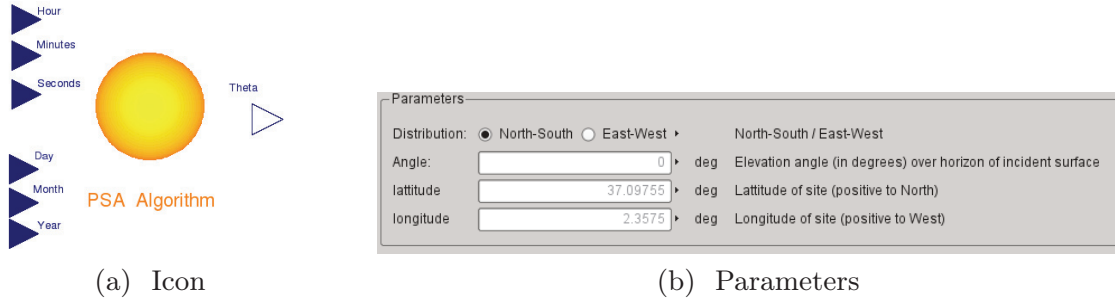 Hour
Minutes
Seconds
Theta
Day
Month
Year
PSA Algorithm
(a) Icon
Parameters
Distribution: North-South East-West North-South / East-West
Angle: 0 deg Elevation angle (in degrees) over horizon of incident surface
lattitude 37.09755 deg Lattitude of site (positive to North)
longitude 2.3575 deg Longitude of site (positive to West)
(b) Parameters